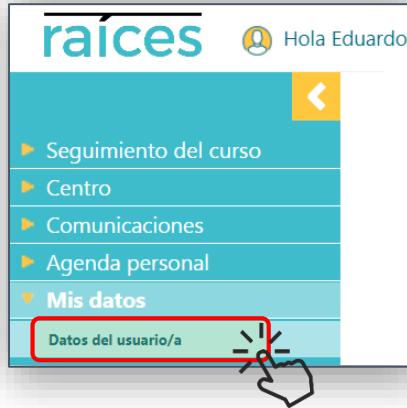 raíces
Hola Eduardo
Seguimiento del curso
Centro
Comunicaciones
Agenda personal
Mis datos
Datos del usuario/a